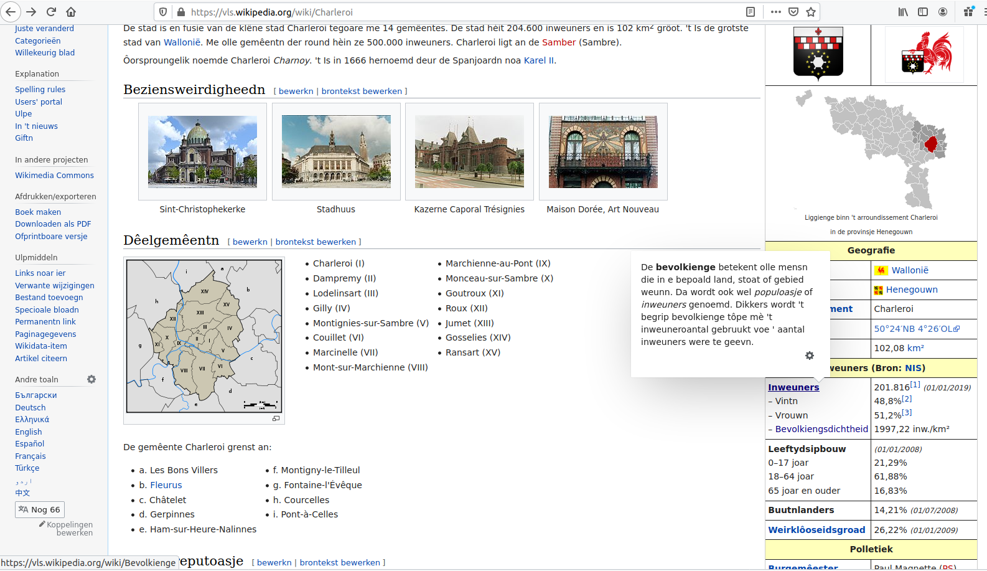 https://vls.wikipedia.org/wiki/Charleroi
Juste veranderd
Categorieën
Willekeurig blad
Explanation
Spelling rules
Users' portal
Ulpe
In 't nieuws
Giftn
In andere projecten
Wikimedia Commons
Afdrukken/exporteren
Boek maken
Downloaden als PDF
Ofprintboare versje
Ulpmiddeln
Links noar ier
Verwante wijzigingen
Bestand toevoegn
Specioale bloadn
Permanentn link
Paginagegevens
Wikidata-item
Artikel citeern
Andre toaln
Български
Deutsch
Ελληνικά
English
Español
Français
Türkçe
中文
Nog 66
Koppelingen
bewerken
De stad is en fusie van de klêne stad Charleroi tegoare me 14 gemêentes. De stad heit 204.600 inweuners en is 102 km² grôot. 't Is de grotste
stad van Wallonië. Me olle gemêentn der round hèin ze 500.000 inweuners. Charleroi ligt an de Samber (Sambre).
Ôorsproungelik noemde Charleroi Charnoy. 't Is in 1666 hernoemd deur de Spanjoardn noa Karel II.
Beziensweirdigheedn [ bewerkn | brontekst bewerken ]
Sint-Christophekerke
Stadhuus
Kazerne Caporal Trésignies
Maison Dorée, Art Nouveau
Dêelgemêentn [ bewerkn | brontekst bewerken ]
Charleroi (I)
Dampremy (II)
Lodelinsart (III)
Gilly (IV)
Montignies-sur-Sambre (V)
Couillet (VI)
Marcinelle (VII)
Mont-sur-Marchienne (VIII)
Marchienne-au-Pont (IX)
Monceau-sur-Sambre (X)
Goutroux (XI)
Roux (XII)
Jumet (XIII)
Gosselies (XIV)
Ransart (XV)
De gemêente Charleroi grenst an:
a. Les Bons Villers
b. Fleurus
c. Châtelet
d. Gerpinnes
e. Ham-sur-Heure-Nalinnes
f. Montigny-le-Tilleul
g. Fontaine-l'Évêque
h. Courcelles
i. Pont-à-Celles
eputoasje [ bewerkn | brontekst bewerken ]
https://vls.wikipedia.org/wiki/Bevolkienge
De bevolkienge betekent olle mensn
die in e bepoald land, stoat of gebied
weunn. Da wordt ook wel populoasje of
inweuners genoemd. Dikkers wordt 't
begrip bevolkienge tôpe mè 't
inweuneroantal gebruukt voe ' aantal
inweuners were te geevn.
Liggienge binn 't arroundissement Charleroi
in de provinsje Henegouwn
Geografie
Wallonië
Henegouwn
ment Charleroi
50°24'NB 4°26'OL
102,08 km²
weuners (Bron: NIS)
Inweuners 201.816[1] (01/01/2019)
– Vintn 48,8%[2]
– Vrouwn 51,2%[3]
– Bevolkiengsdichtheid 1997,22 inw./km²
Leeftydsipbouw (01/01/2008)
0–17 joar 21,29%
18–64 joar 61,88%
65 joar en ouder 16,83%
Buutnlanders 14,21% (01/07/2008)
Weirklôoseidsgroad 26,22% (01/01/2009)
Polletiek
Burgemêester Paul Magnette (PS)